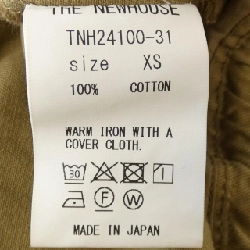 THE NEWHOUSE
TNH24100-31
size XS
100% COTTON
WARM IRON WITH A
COVER CLOTH.
30
F W
MADE IN JAPAN